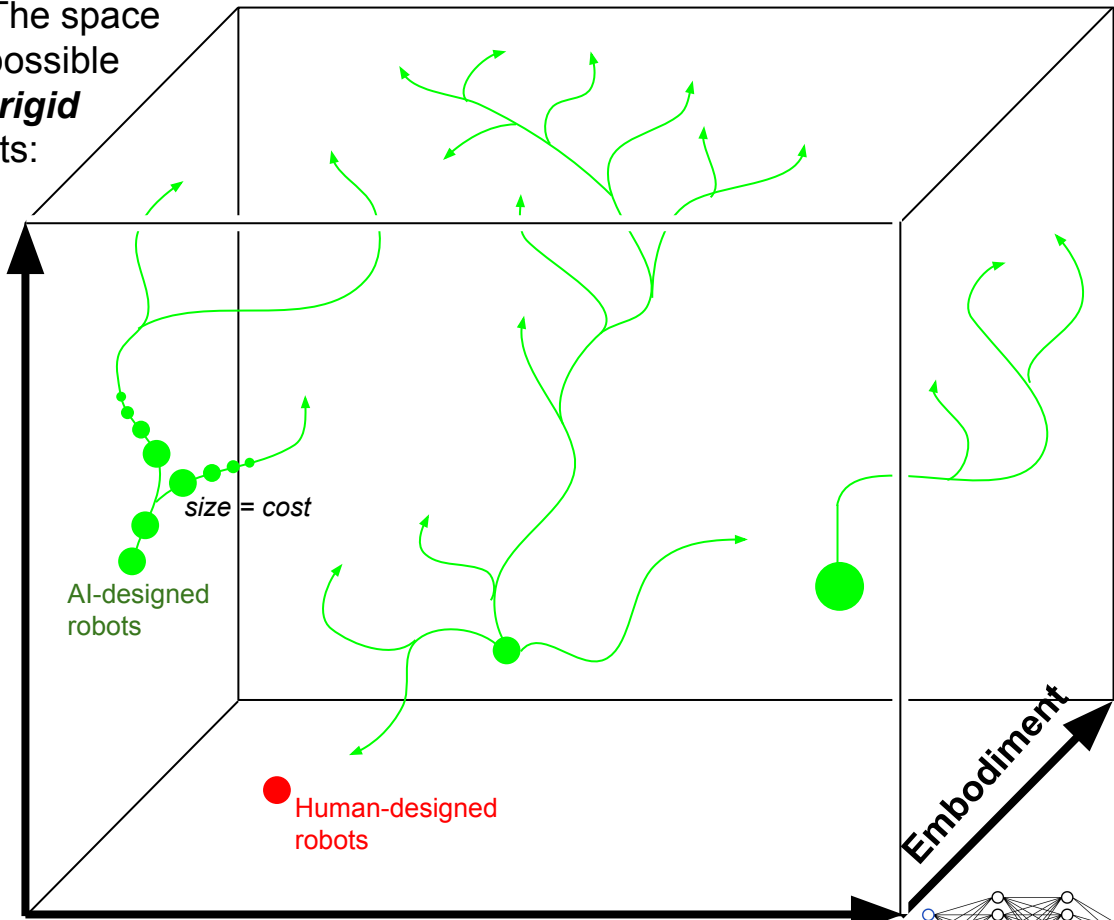 The space
possible
rigid
ts:
size = cost
AI-designed
robots
Human-designed
robots
Embodiment